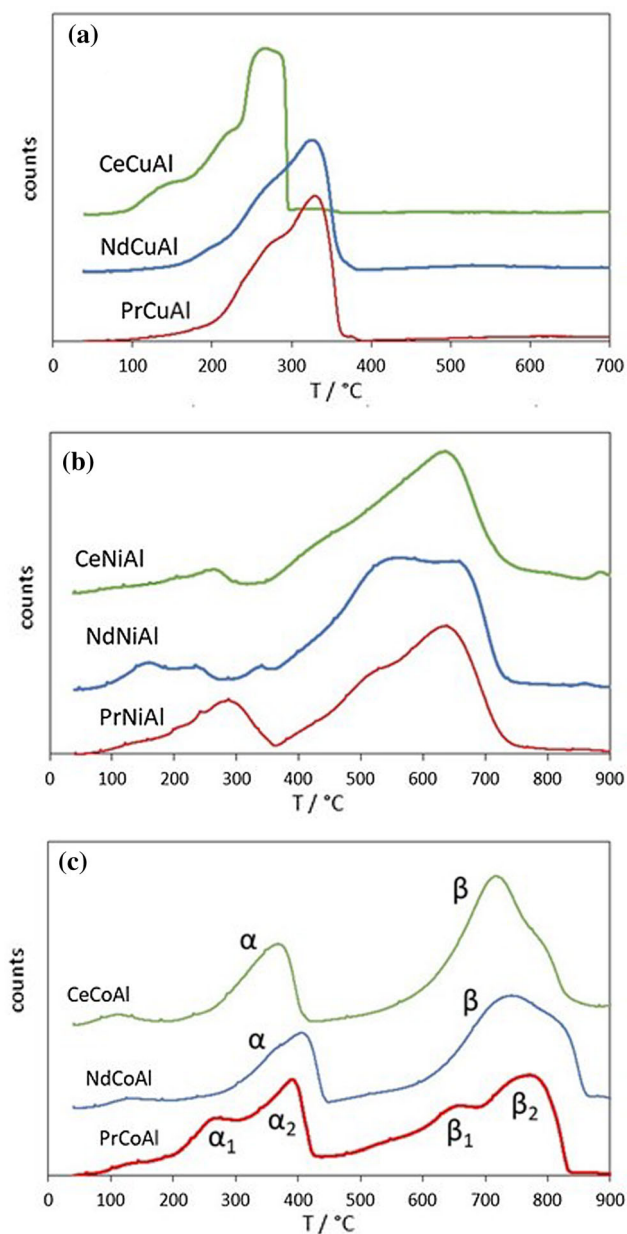 (a)
counts
CeCuAl
NdCuAl
PrCuAl
0 100 200 300 400 500 600 700
T / °C
(b)
counts
CeNiAl
NdNiAl
PrNiAl
0 100 200 300 400 500 600 700 800 900
T / °C
(c)
counts
β
α
CeCoAl
β
α
NdCoAl
PrCoAl
α₁ α₂ β₁ β₂
0 100 200 300 400 500 600 700 800 900
T / °C